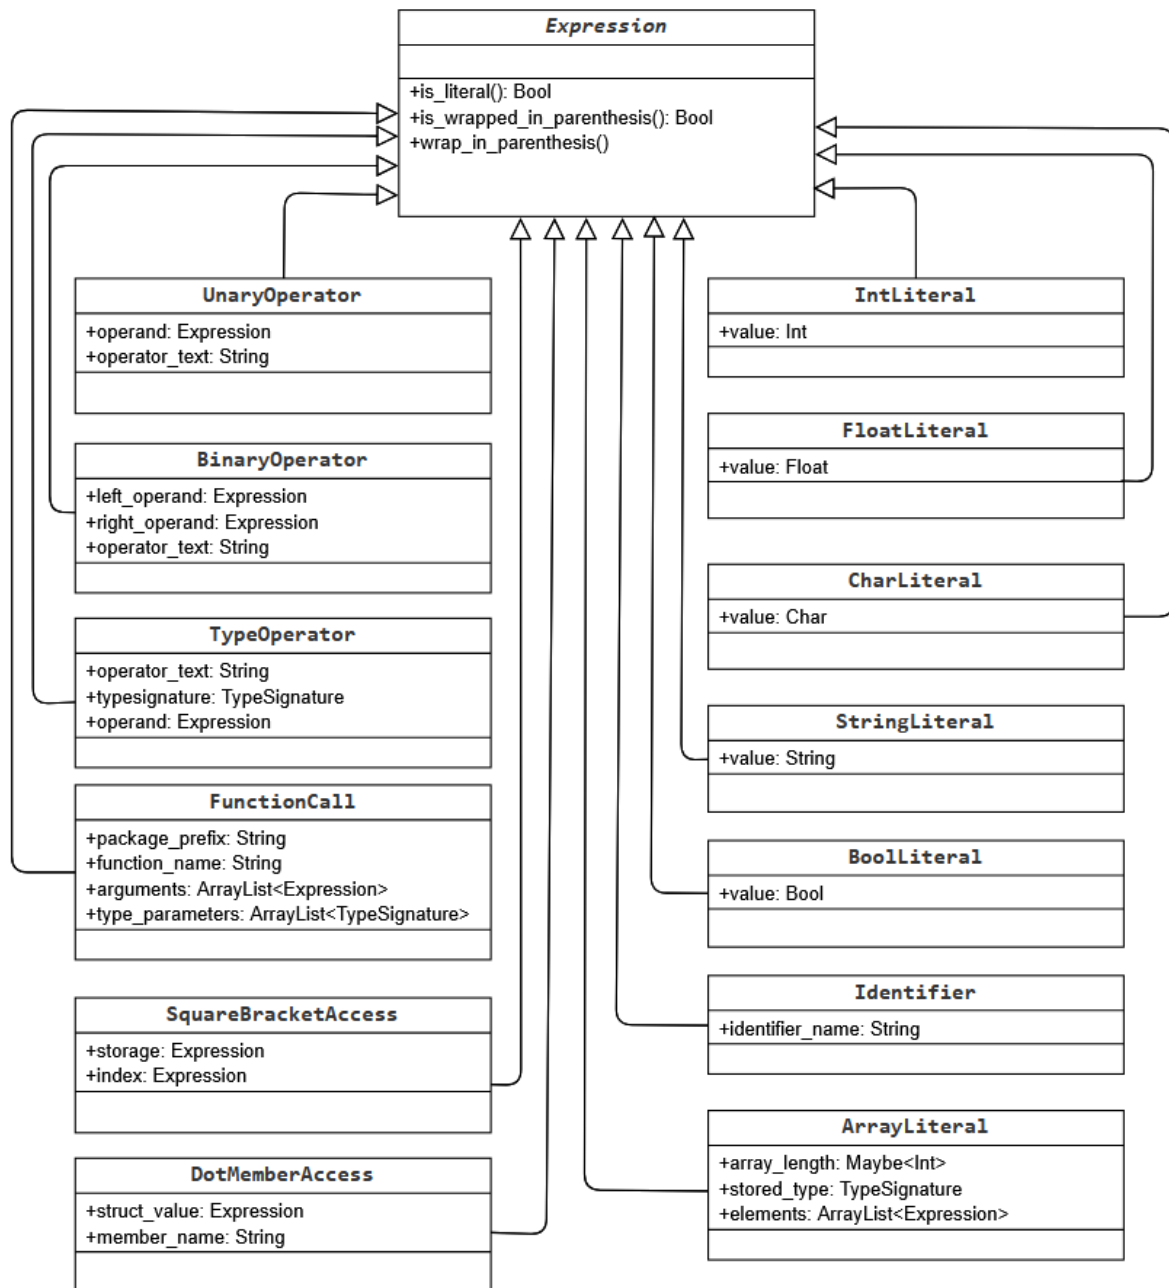 Expression
+is_literal(): Bool
+is_wrapped_in_parenthesis(): Bool
+wrap_in_parenthesis()
UnaryOperator
+operand: Expression
+operator_text: String
BinaryOperator
+left_operand: Expression
+right_operand: Expression
+operator_text: String
TypeOperator
+operator_text: String
+typesignature: TypeSignature
+operand: Expression
FunctionCall
+package_prefix: String
+function_name: String
+arguments: ArrayList<Expression>
+type_parameters: ArrayList<TypeSignature>
SquareBracketAccess
+storage: Expression
+index: Expression
DotMemberAccess
+struct_value: Expression
+member_name: String
IntLiteral
+value: Int
FloatLiteral
+value: Float
CharLiteral
+value: Char
StringLiteral
+value: String
BoolLiteral
+value: Bool
Identifier
+identifier_name: String
ArrayLiteral
+array_length: Maybe<Int>
+stored_type: TypeSignature
+elements: ArrayList<Expression>